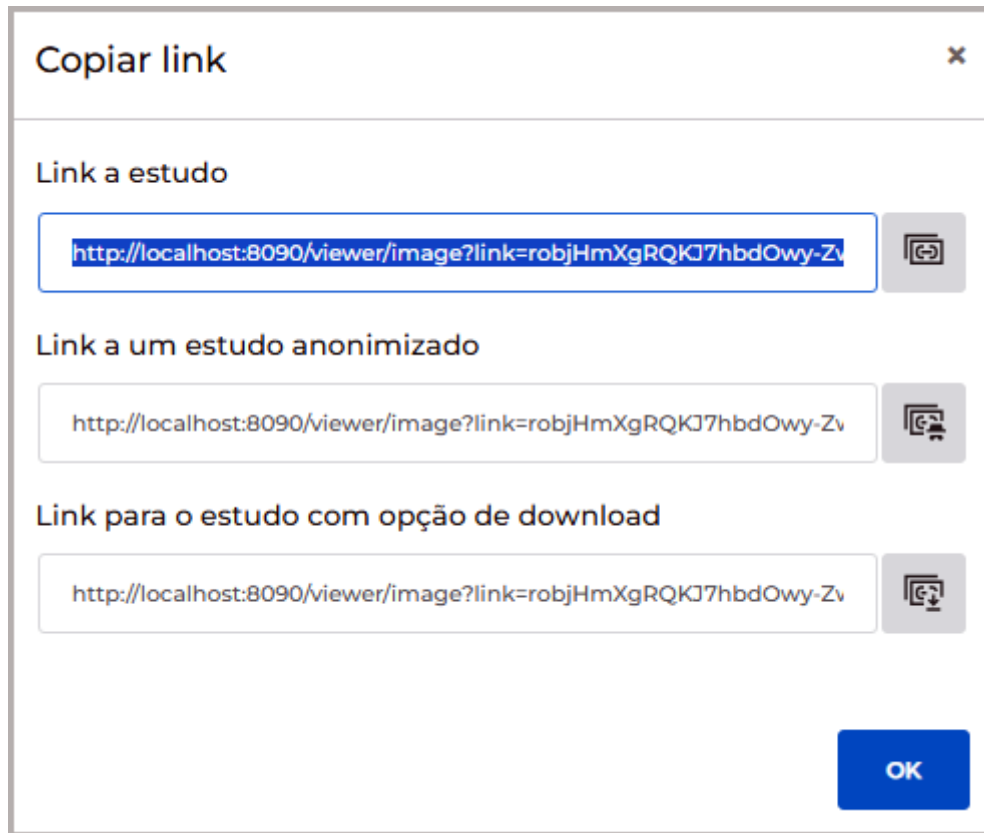 Copiar link
Link a estudo
http://localhost:8090/viewer/image?link=robjHmXgRQKJ7hbdOwy-Zv
Link a um estudo anonimizado
http://localhost:8090/viewer/image?link=robjHmXgRQKJ7hbdOwy-Zv
Link para o estudo com opção de download
http://localhost:8090/viewer/image?link=robjHmXgRQKJ7hbdOwy-Zv
OK